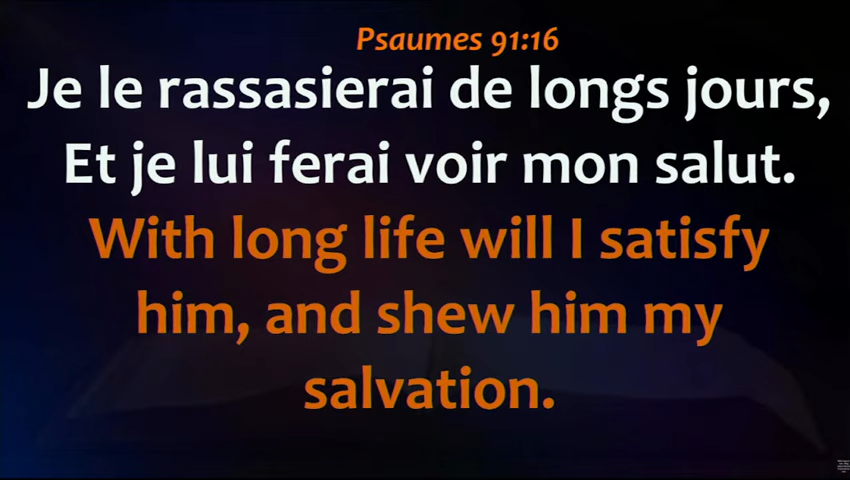 Psaumes 91:16
Je le rassasierai de longs jours,
Et je lui ferai voir mon salut.
With long life will I satisfy
him, and shew him my
salvation.